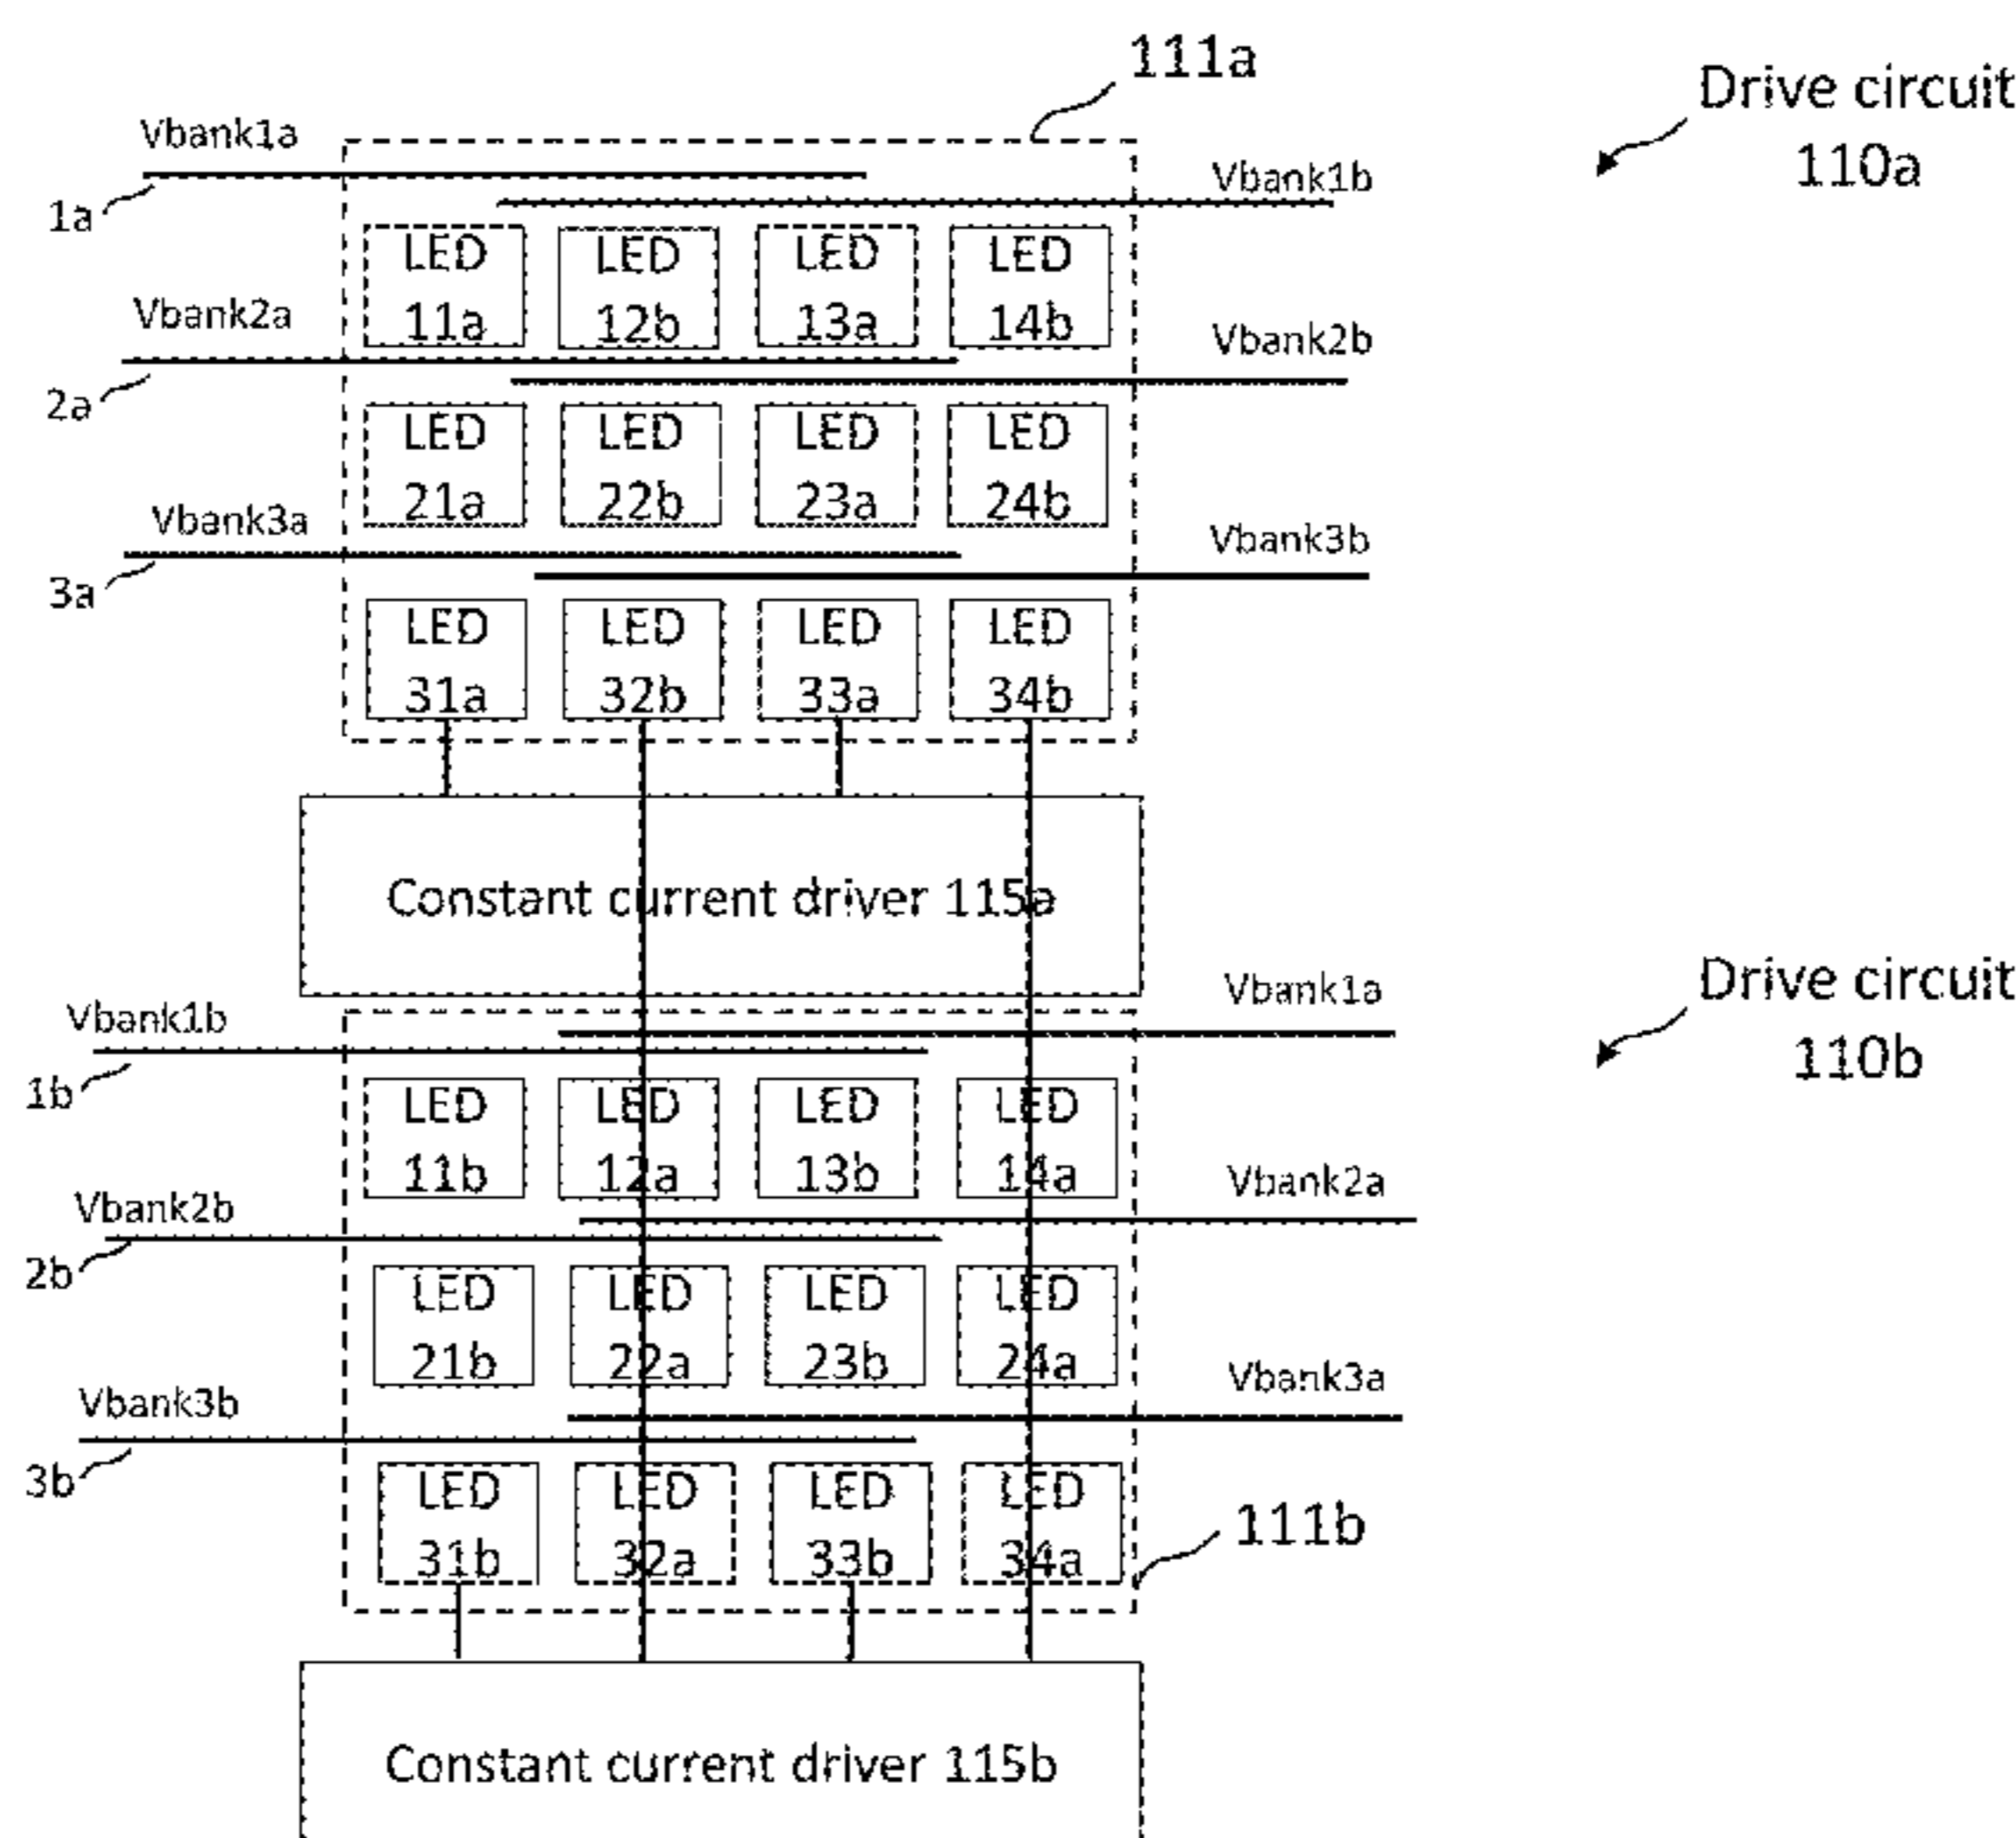 111a
Drive circuit
110a
Vbank1a
Vbank1b
1a
LED LED LED LED
11a 12b 13a 14b
Vbank2a
Vbank2b
2a
LED LED LED LED
21a 22b 23a 24b
Vbank3a
Vbank3b
3a
LED LED LED LED
31a 32b 33a 34b
Constant current driver 115a
Drive circuit
110b
Vbank1a
Vbank1b
1b
LED LED LED LED
11b 12a 13b 14a
Vbank2a
Vbank2b
2b
LED LED LED LED
21b 22a 23b 24a
Vbank3a
Vbank3b
3b
LED LED LED LED
31b 32a 33b 34a
111b
Constant current driver 115b